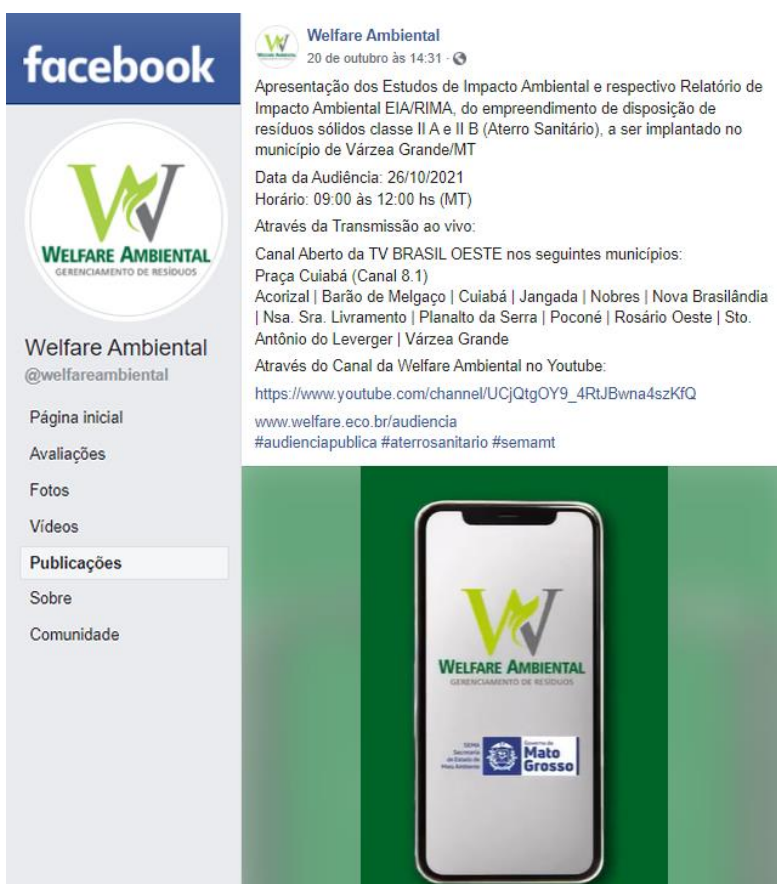 facebook
WELFARE AMBIENTAL
GERENCIAMENTO DE RESÍDUOS
Welfare Ambiental
@welfareambiental
Página inicial
Avaliações
Fotos
Vídeos
Publicações
Sobre
Comunidade
Welfare Ambiental
20 de outubro às 14:31 ·
Apresentação dos Estudos de Impacto Ambiental e respectivo Relatório de
Impacto Ambiental EIA/RIMA, do empreendimento de disposição de
resíduos sólidos classe II A e II B (Aterro Sanitário), a ser implantado no
município de Várzea Grande/MT
Data da Audiência: 26/10/2021
Horário: 09:00 às 12:00 hs (MT)
Através da Transmissão ao vivo:
Canal Aberto da TV BRASIL OESTE nos seguintes municípios:
Praça Cuiabá (Canal 8.1)
Acorizal | Barão de Melgaço | Cuiabá | Jangada | Nobres | Nova Brasilândia
| Nsa. Sra. Livramento | Planalto da Serra | Poconé | Rosário Oeste | Sto.
Antônio do Leverger | Várzea Grande
Através do Canal da Welfare Ambiental no Youtube:
https://www.youtube.com/channel/UCjQtgOY9_4RtJBwna4szKfQ
www.welfare.eco.br/audiencia
#audienciapublica #aterrosanitario #semamt
WELFARE AMBIENTAL
GERENCIAMENTO DE RESÍDUOS
SEMA
Secretaria
de Estado de
Meio Ambiente
Governo de
Mato
Grosso